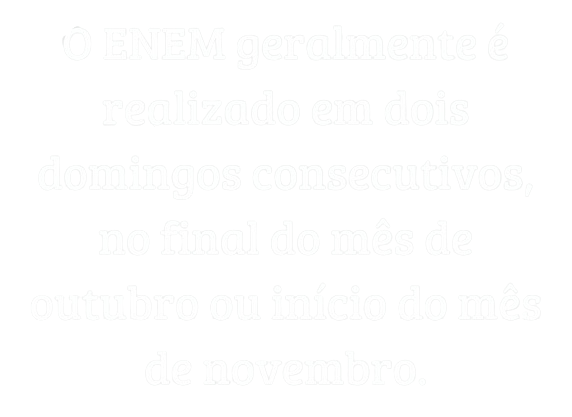 O ENEM geralmente é
realizado em dois
domingos consecutivos,
no final do mês de
outubro ou início do mês
de novembro.